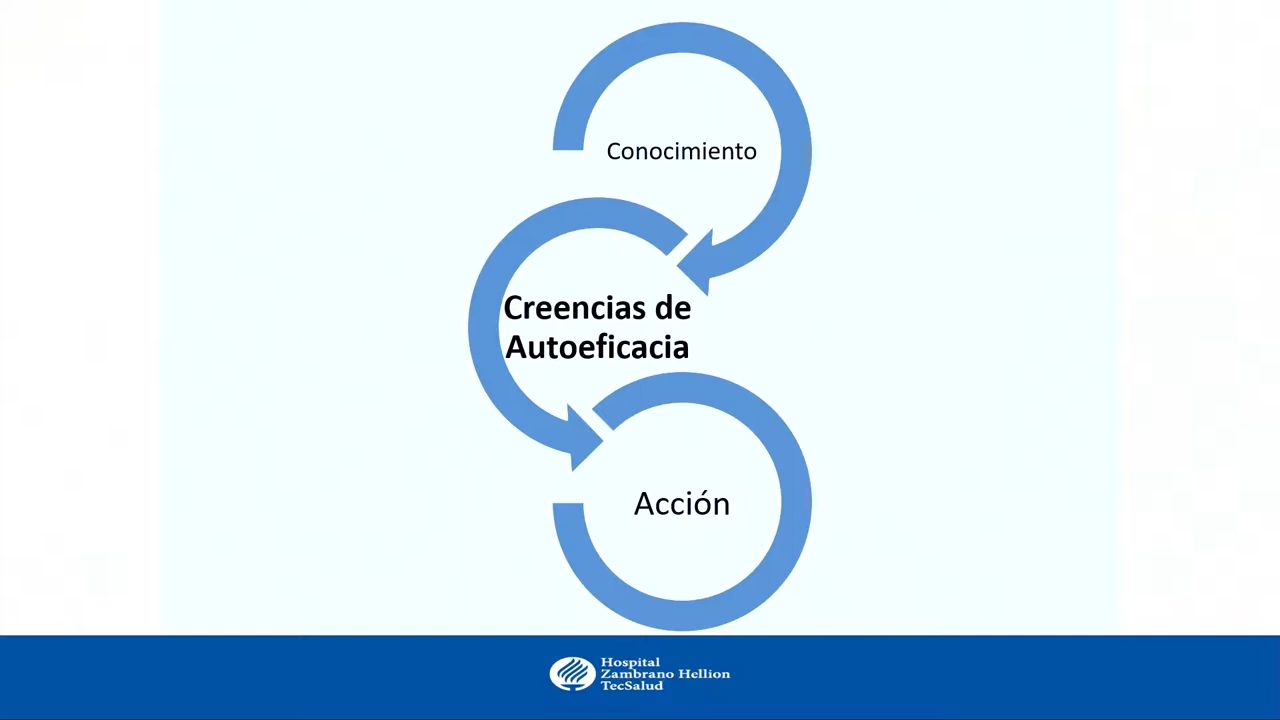 Conocimiento
Creencias de
Autoeficacia
Acción
Hospital
Zambrano Hellion
TecSalud